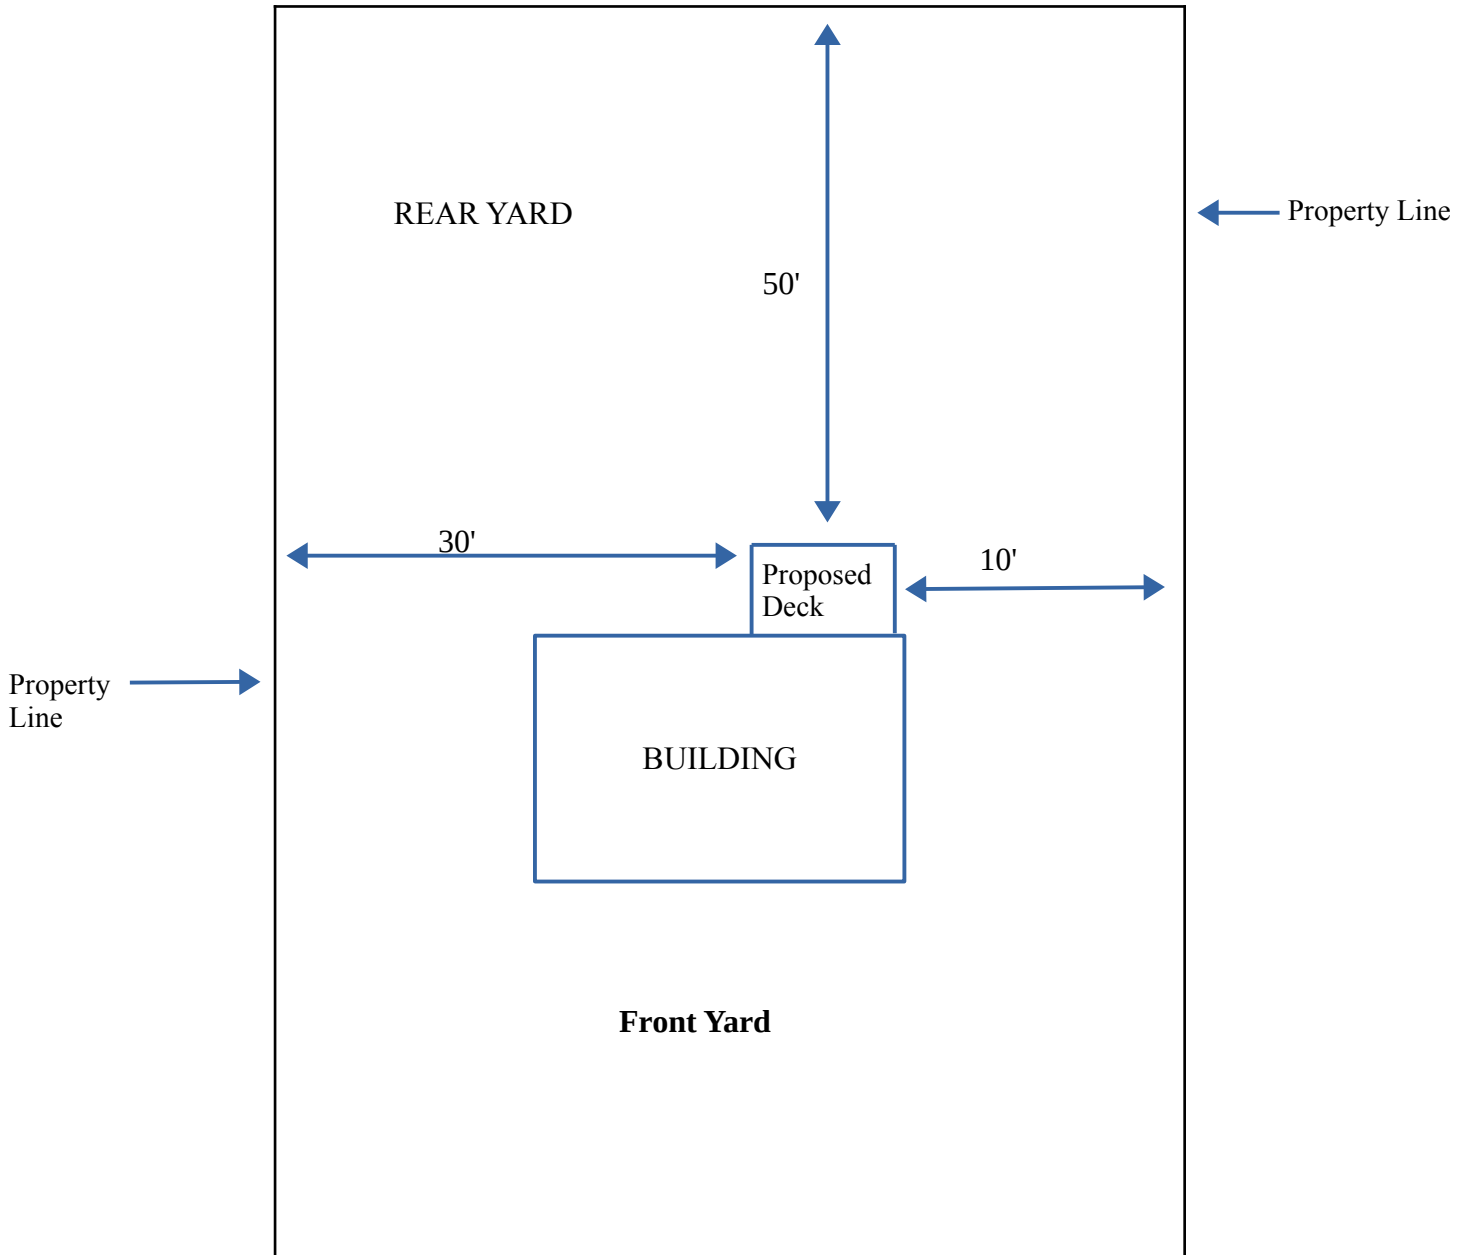 REAR YARD
Property Line
50'
30'
10'
Proposed
Deck
Property
Line
BUILDING
Front Yard